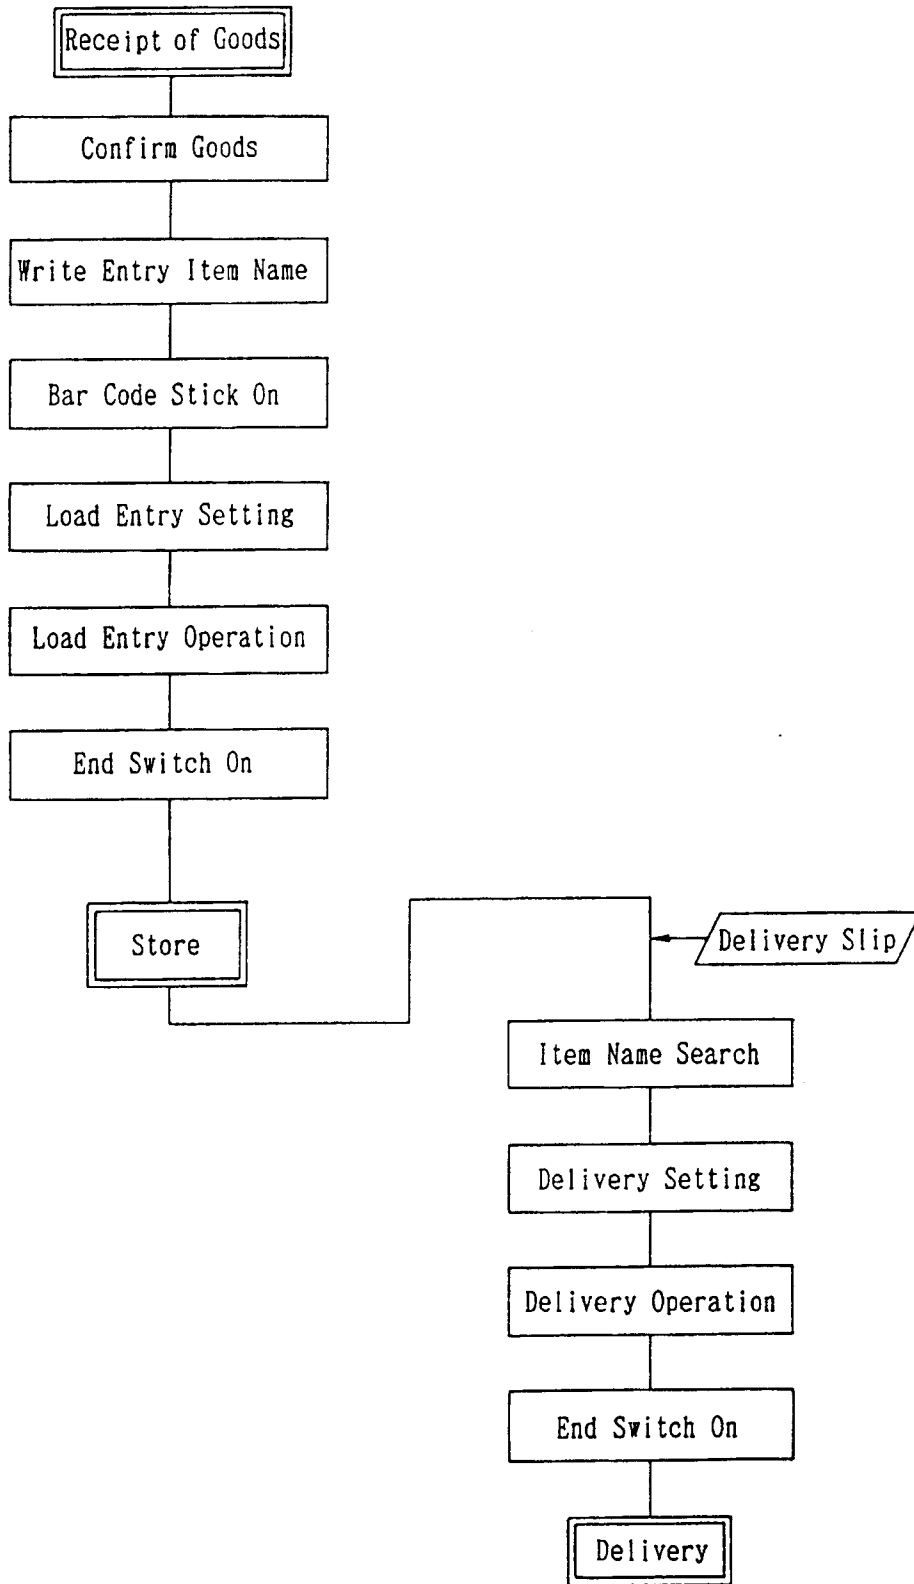 Receipt of Goods
Confirm Goods
Write Entry Item Name
Bar Code Stick On
Load Entry Setting
Load Entry Operation
End Switch On
Store
Delivery Slip
Item Name Search
Delivery Setting
Delivery Operation
End Switch On
Delivery